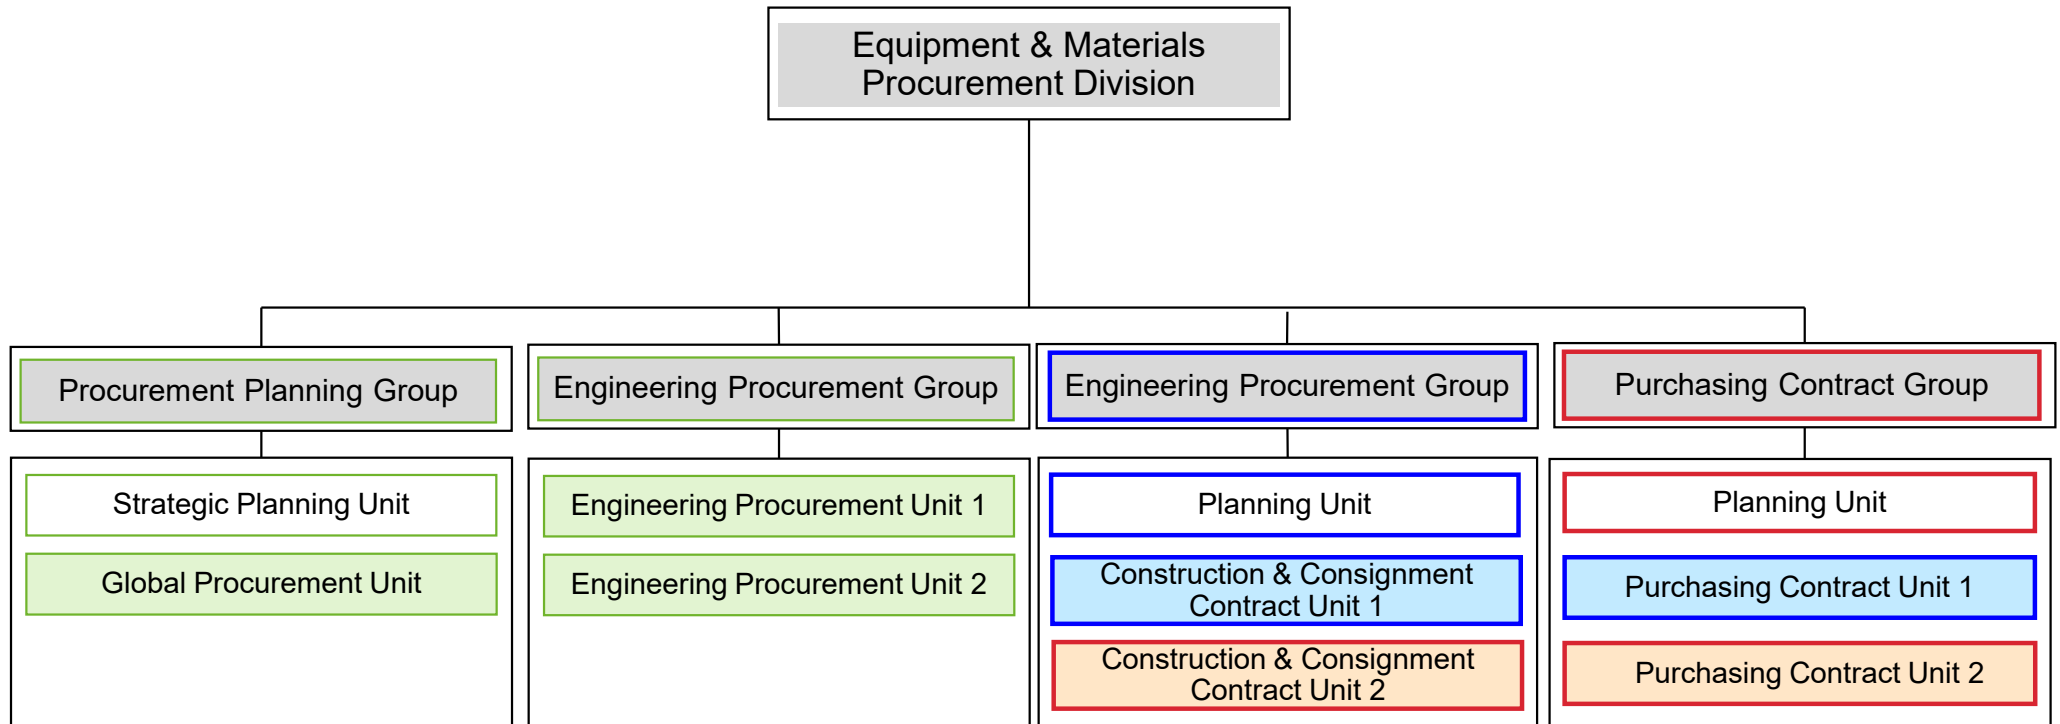 Equipment & Materials
Procurement Division
Procurement Planning Group
Engineering Procurement Group
Engineering Procurement Group
Purchasing Contract Group
Strategic Planning Unit
Global Procurement Unit
Engineering Procurement Unit 1
Engineering Procurement Unit 2
Planning Unit
Construction & Consignment
Contract Unit 1
Construction & Consignment
Contract Unit 2
Planning Unit
Purchasing Contract Unit 1
Purchasing Contract Unit 2